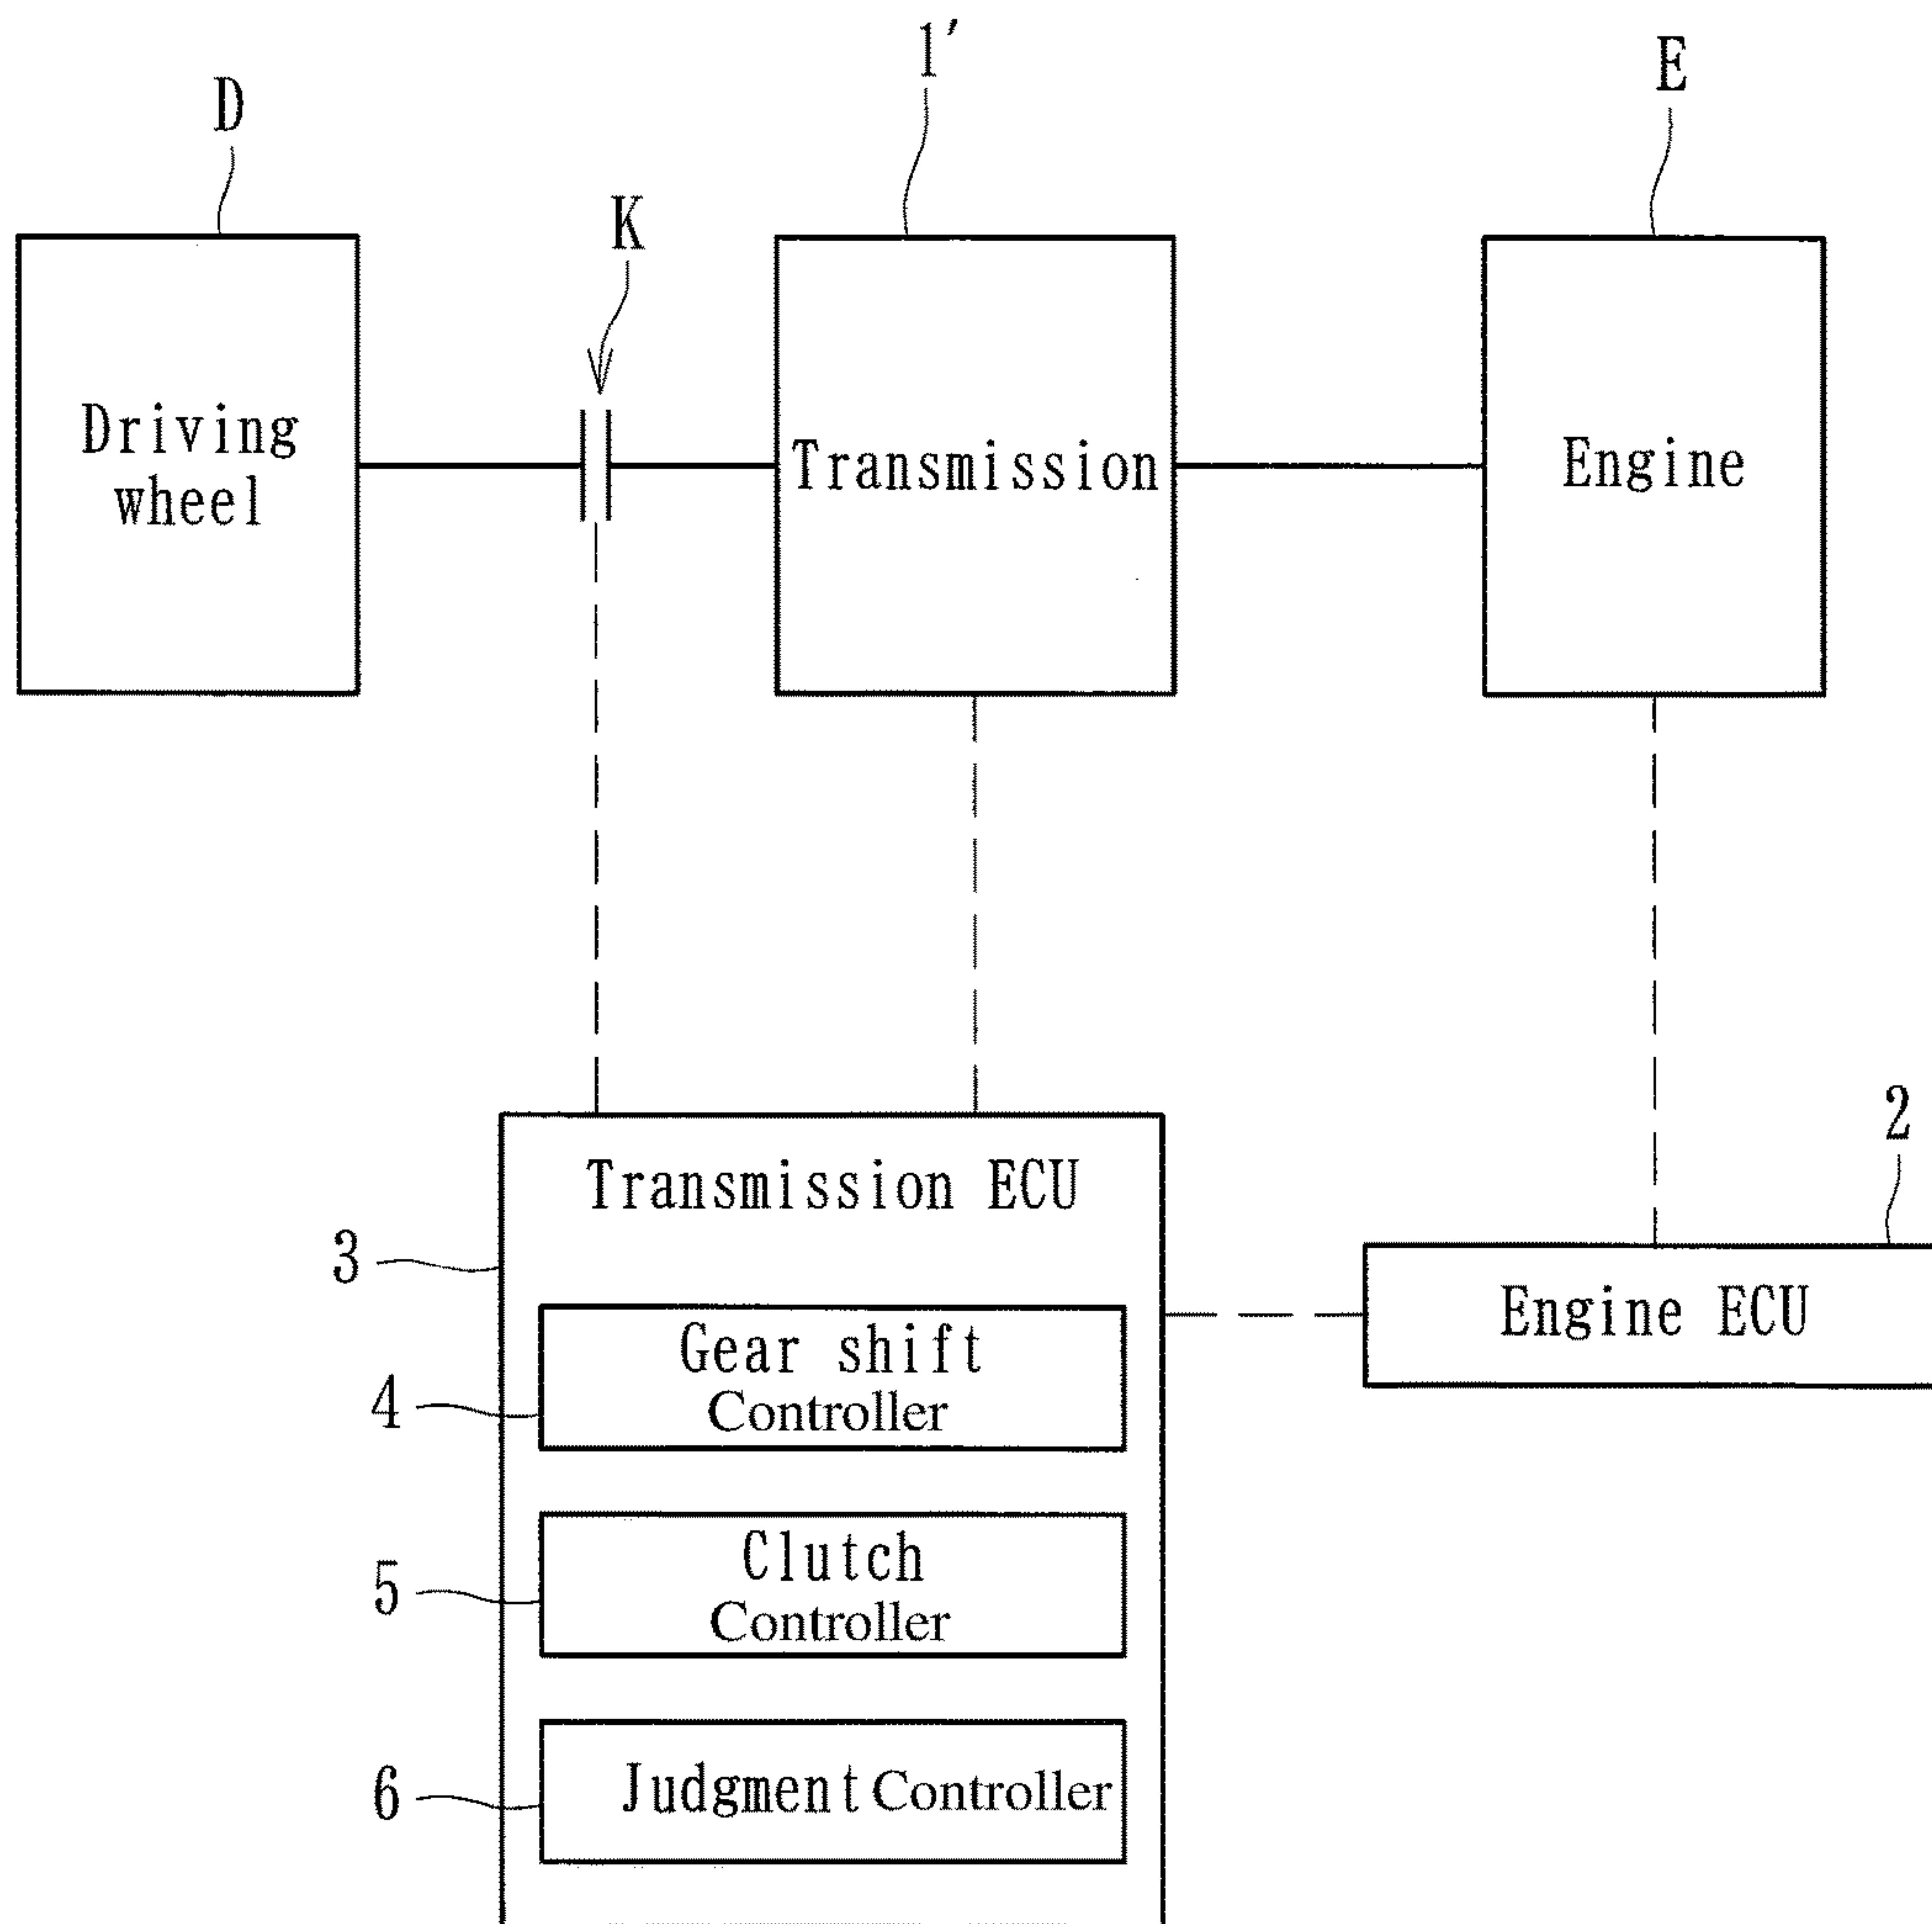 1′
E
D
K
Driving
wheel
Transmission
Engine
2
Transmission ECU
3
Engine ECU
Gear shift
Controller
4
Clutch
Controller
5
Judgment Controller
6